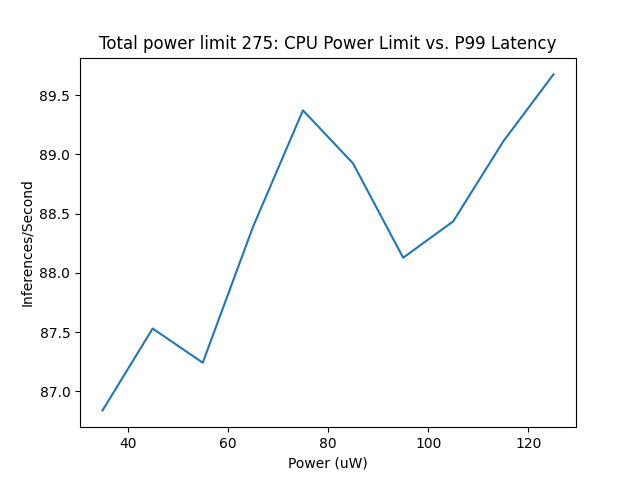 Total power limit 275: CPU Power Limit vs. P99 Latency
89.5
89.0
88.5
88.0
87.5
87.0
Inferences/Second
40 60 80 100 120
Power (uW)